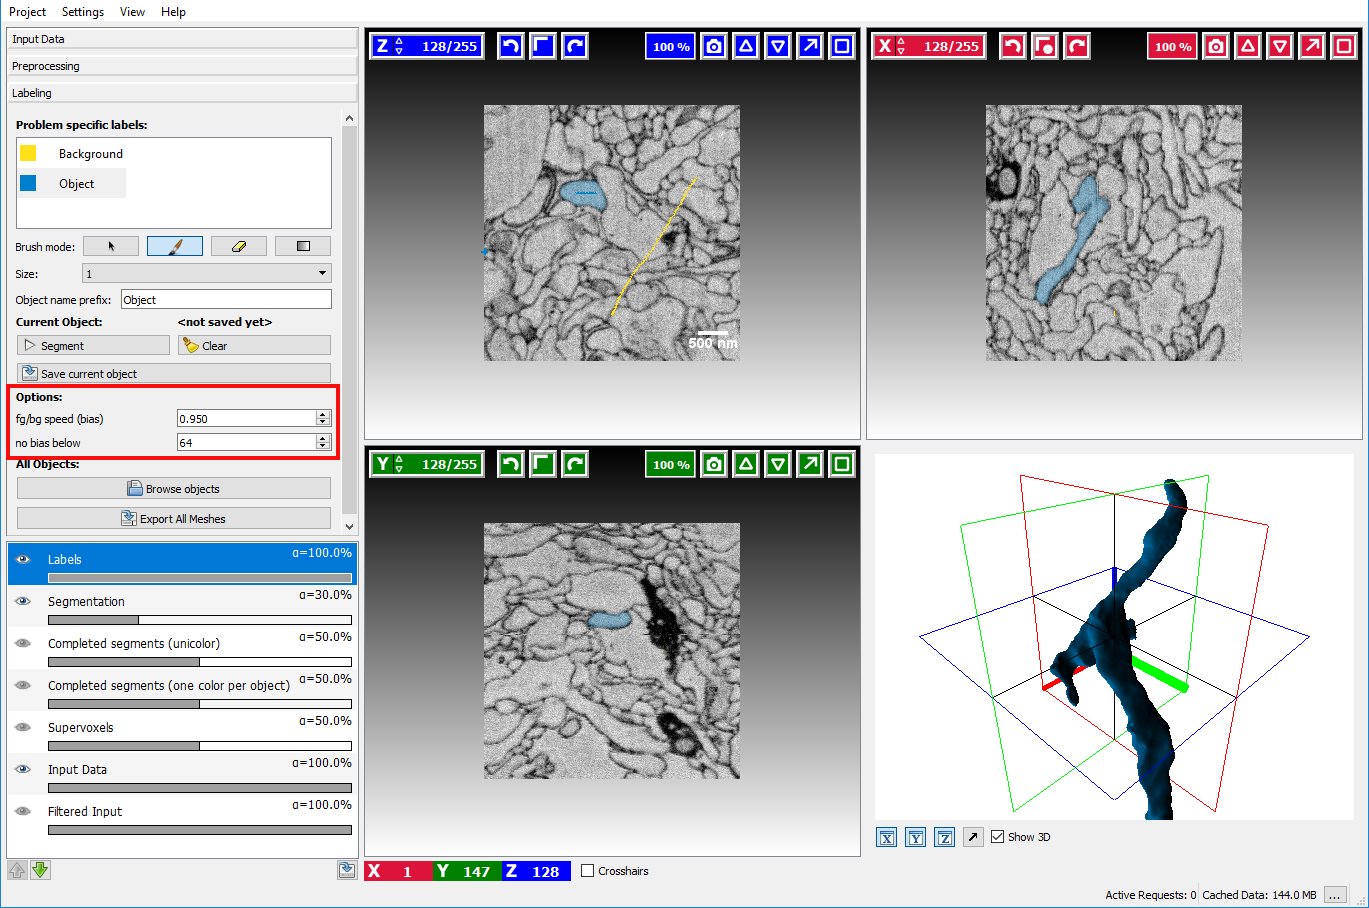 Project Settings View Help
Input Data
Preprocessing
Labeling
Problem specific labels:
Background
Object
Brush mode:
Size: 1
Object name prefix: Object
Current Object: <not saved yet>
Segment Clear
Save current object
Options:
fg/bg speed (bias) 0.950
no bias below 64
All Objects:
Browse objects
Export All Meshes
Labels α=100.0%
Segmentation α=30.0%
Completed segments (unicolor) α=50.0%
Completed segments (one color per object) α=50.0%
Supervoxels α=50.0%
Input Data α=100.0%
Filtered Input α=100.0%
Z 128/255 100 %
500 nm
X 128/255 100 %
Y 128/255 100 %
X Y Z Show 3D
X 1 Y 147 Z 128 Crosshairs
Active Requests: 0 Cached Data: 144.0 MB ...